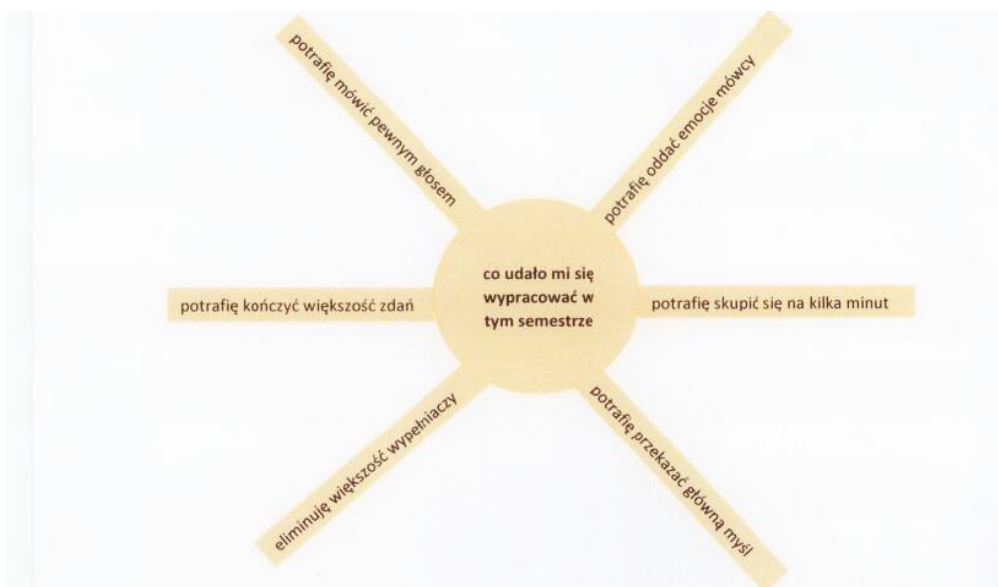 potrafię mówić pewnym głosem
potrafię oddać emocje mówcy
potrafię kończyć większość zdań
co udało mi się
wypracować w
tym semestrze
potrafię skupić się na kilka minut
eliminuję większość wypełniaczy
potrafię przekazać główną myśl